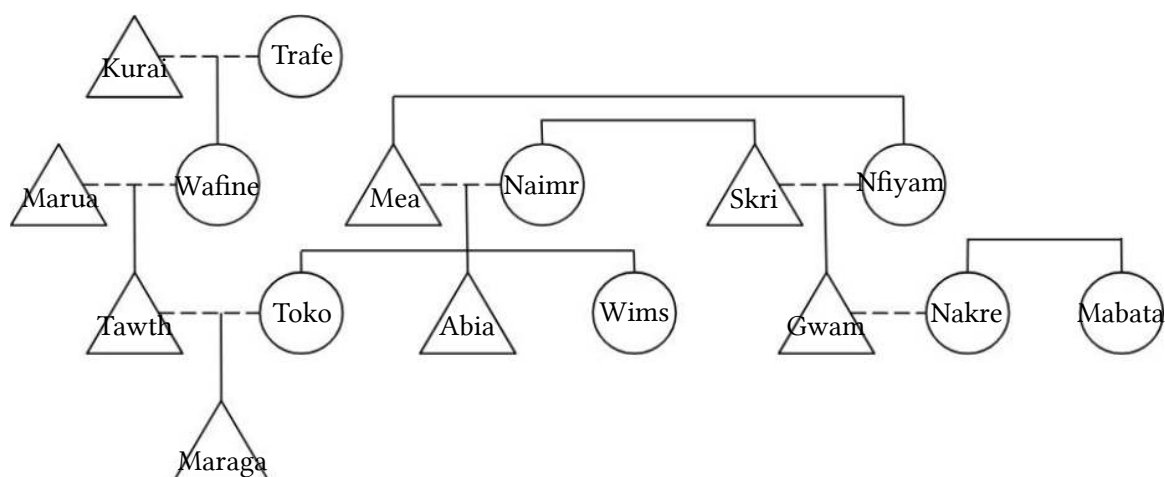 Kurai Trafe
Marua Wafine Mea Naimr Skri Nfiyam
Tawth Toko Abia Wims Gwam Nakre Mabata
Maraga